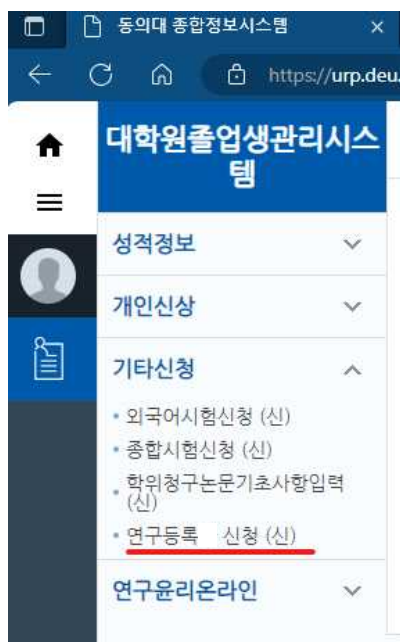 동의대 종합정보시스템
https://urp.deu.
대학원졸업생관리시스
템
성적정보
개인신상
기타신청
외국어시험신청 (신)
종합시험신청 (신)
학위청구논문기초사항입력
(신)
연구등록 신청 (신)
연구윤리온라인